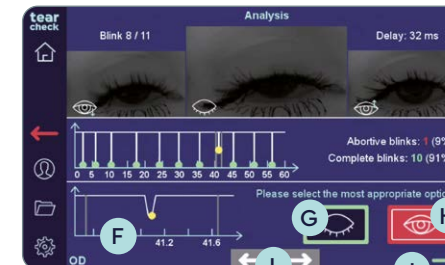 tear
check
Analysis
Blink 8 / 11
Delay: 32 ms
Abortive blinks: 1 (9%
Complete blinks: 10 (91%
0 5 10 15 20 25 30 35 40 45 50 55 60
Please select the most appropriate optio
F
G
H
41.2 41.6
OD